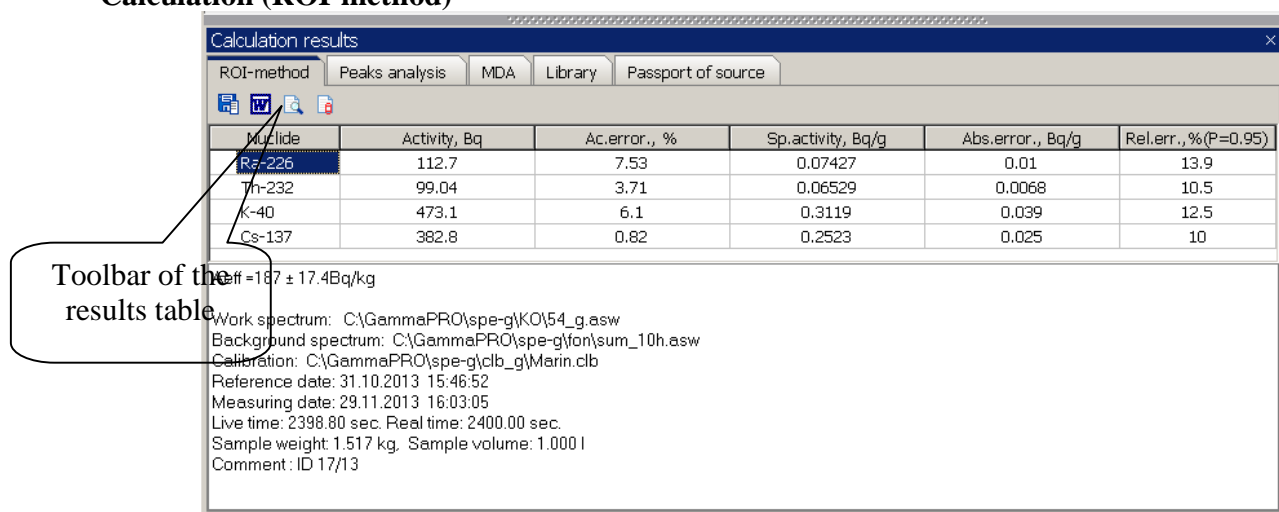 Calculation (ROI method)
Calculation results
ROI-method Peaks analysis MDA Library Passport of source
Nuclide Activity, Bq Ac.error., % Sp.activity, Bq/g Abs.error., Bq/g Rel.err.,%(P=0.95)
Ra-226 112.7 7.53 0.07427 0.01 13.9
Th-232 99.04 3.71 0.06529 0.0068 10.5
K-40 473.1 6.1 0.3119 0.039 12.5
Cs-137 382.8 0.82 0.2523 0.025 10
Toolbar of the
results table
Aeff =187 ± 17.4Bq/kg
Work spectrum: C:\GammaPRO\spe-g\KO\54_g.asw
Background spectrum: C:\GammaPRO\spe-g\fon\sum_10h.asw
Calibration: C:\GammaPRO\spe-g\clb_g\Marin.clb
Reference date: 31.10.2013 15:46:52
Measuring date: 29.11.2013 16:03:05
Live time: 2398.80 sec. Real time: 2400.00 sec.
Sample weight: 1.517 kg, Sample volume: 1.000 l
Comment : ID 17/13